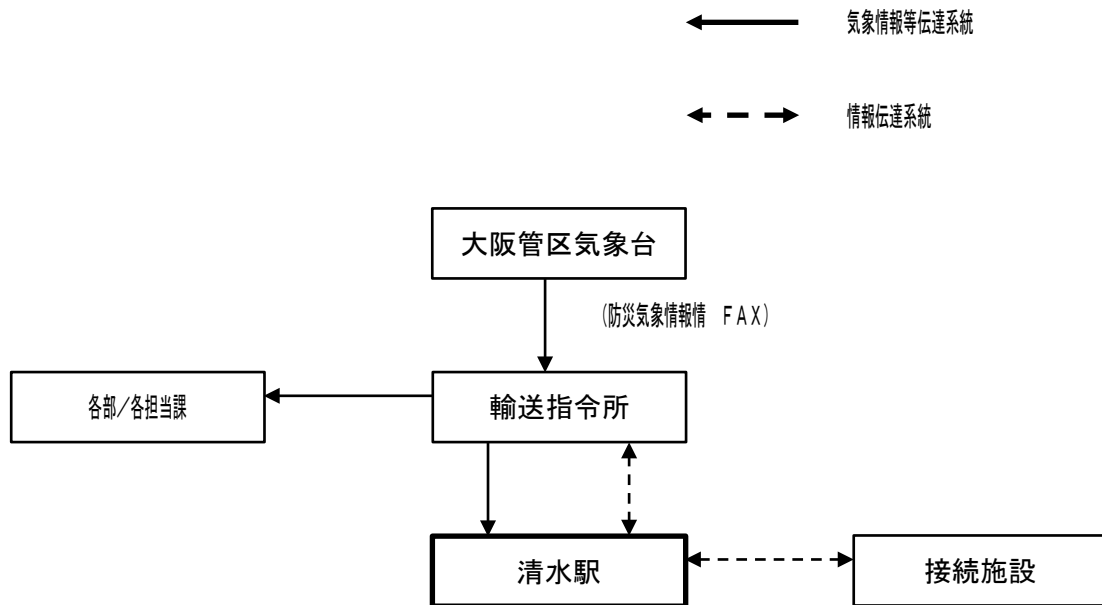 気象情報等伝達系統
情報伝達系統
大阪管区気象台
(防災気象情報情　ＦＡＸ)
各部／各担当課
輸送指令所
清水駅
接続施設